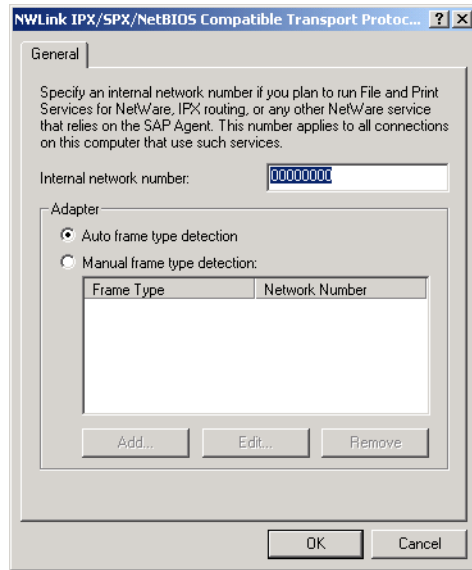 NWLink IPX/SPX/NetBIOS Compatible Transport Protoc... ? X
General
Specify an internal network number if you plan to run File and Print
Services for NetWare, IPX routing, or any other NetWare service
that relies on the SAP Agent. This number applies to all connections
on this computer that use such services.
Internal network number: 00000000
Adapter
Auto frame type detection
Manual frame type detection:
Frame Type Network Number
Add... Edit... Remove
OK Cancel